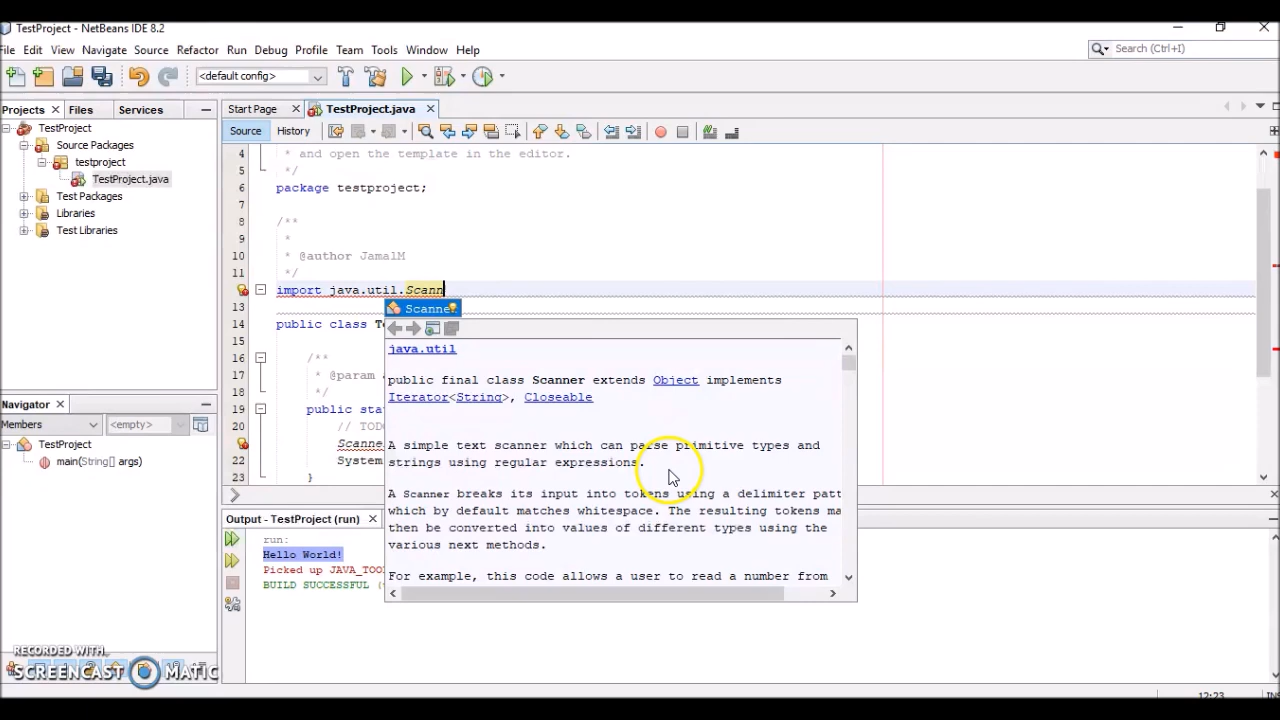 TestProject - NetBeans IDE 8.2
File Edit View Navigate Source Refactor Run Debug Profile Team Tools Window Help
Search (Ctrl+I)
<default config>
Projects Files Services
Start Page TestProject.java
TestProject
Source History
Source Packages
testproject
TestProject.java
Test Packages
Libraries
Test Libraries
4 * and open the template in the editor.
5 */
6 package testproject;
7
8 /**
9 *
10 * @author JamalM
11 */
import java.util.Scann
13
14 public class
16 /**
17 * @param
18 */
19 public
20 // TODO
22 System
23 }
Scanner
java.util
public final class Scanner extends Object implements
Iterator<String>, Closeable
A simple text scanner which can parse primitive types and
strings using regular expressions.
A Scanner breaks its input into tokens using a delimiter patt
which by default matches whitespace. The resulting tokens ma
then be converted into values of different types using the
various next methods.
For example, this code allows a user to read a number from
Navigator
Members <empty>
TestProject
main(String[] args)
Output - TestProject (run)
run:
Hello World!
Picked up JAVA_TOO
BUILD SUCCESSFUL (
RECORDED WITH
SCREENCAST MATIC
12:23 INS